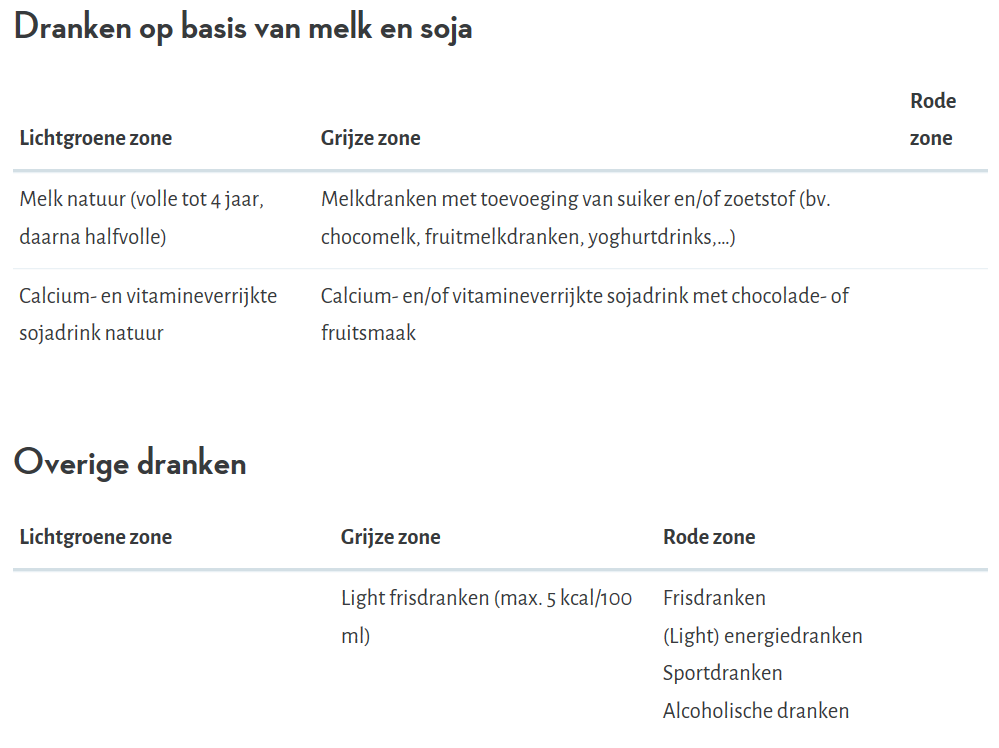 Dranken op basis van melk en soja
Lichtgroene zone Grijze zone Rode zone
Melk natuur (volle tot 4 jaar, daarna halfvolle) Melkdranken met toevoeging van suiker en/of zoetstof (bv. chocomelk, fruitmelkdranken, yoghurtdrinks,...)
Calcium- en vitamineverrijkte sojadrink natuur Calcium- en/of vitamineverrijkte sojadrink met chocolade- of fruitsmaak
Overige dranken
Lichtgroene zone Grijze zone Rode zone
Light frisdranken (max. 5 kcal/100 ml)
Frisdranken
(Light) energiedranken
Sportdranken
Alcoholische dranken